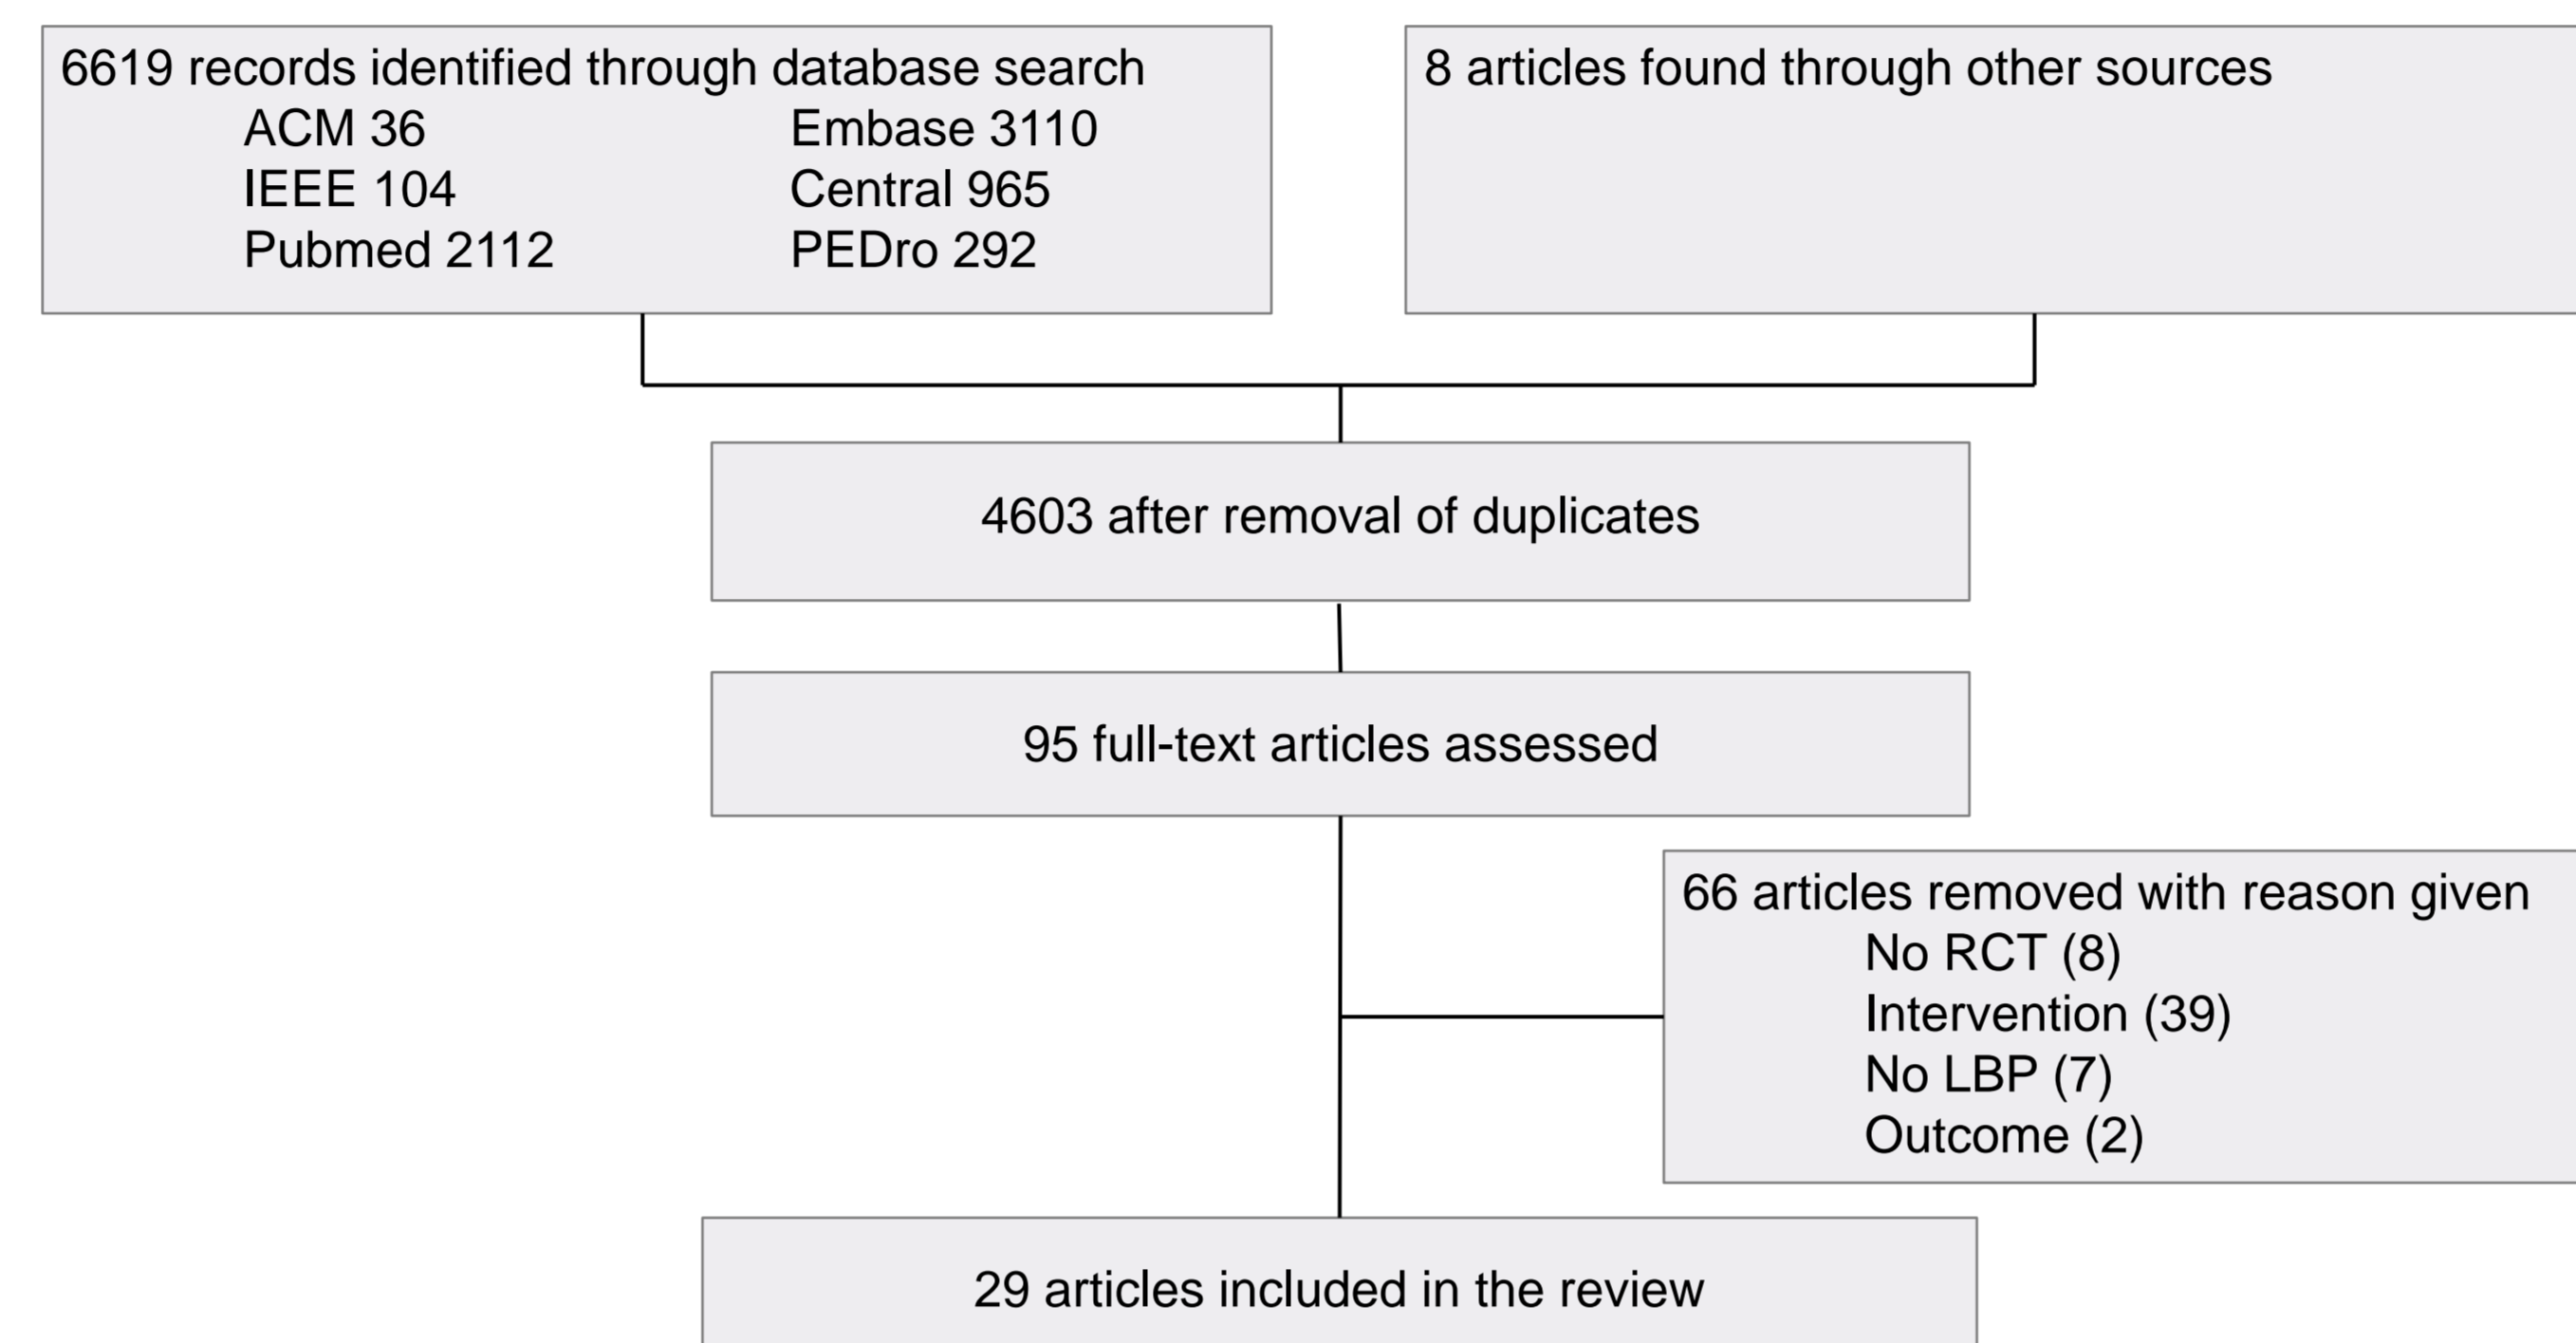 6619 records identified through database search
ACM 36
Embase 3110
IEEE 104
Central 965
Pubmed 2112
PEDro 292
8 articles found through other sources
4603 after removal of duplicates
95 full-text articles assessed
66 articles removed with reason given
No RCT (8)
Intervention (39)
No LBP (7)
Outcome (2)
29 articles included in the review